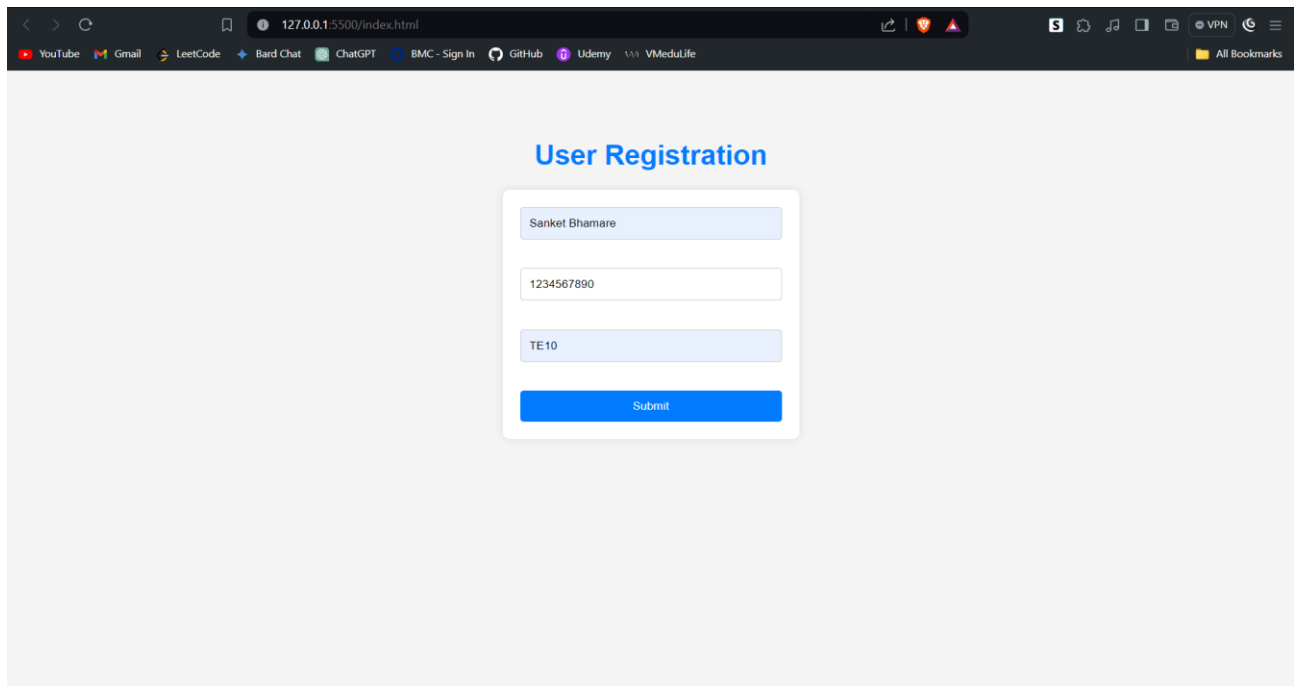 127.0.0.1:5500/index.html VPN
YouTube Gmail LeetCode Bard Chat ChatGPT BMC - Sign In GitHub Udemy VMeduLife All Bookmarks
User Registration
Sanket Bhamare
1234567890
TE10
Submit